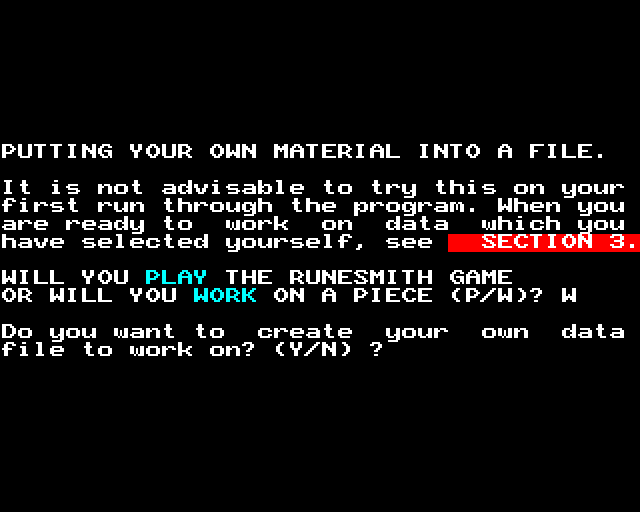 PUTTING YOUR OWN MATERIAL INTO A FILE.
It is not advisable to try this on your
first run through the program. When you
are ready to work on data which you
have selected yourself, see SECTION 3.
WILL YOU PLAY THE RUNESMITH GAME
OR WILL YOU WORK ON A PIECE (P/W)? W
Do you want to create your own data
file to work on? (Y/N) ?